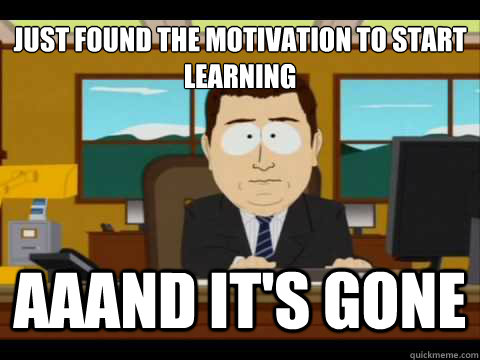 JUST FOUND THE MOTIVATION TO START
LEARNING
AAAND IT'S GONE
quickmeme.com